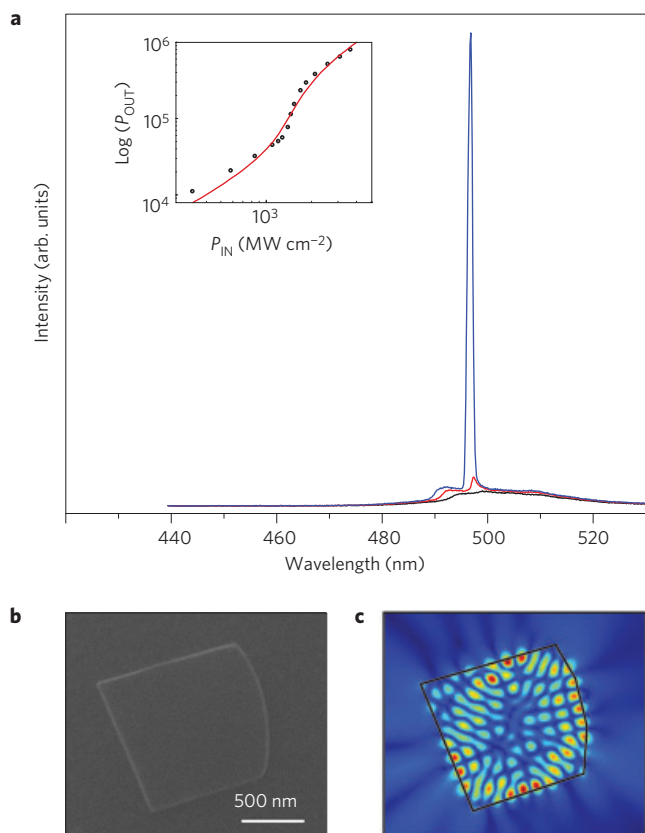 a
10⁶
10⁵
10⁴
Log (P_OUT)
10³
P_IN (MW cm⁻²)
Intensity (arb. units)
440 460 480 500 520
Wavelength (nm)
b
c
500 nm